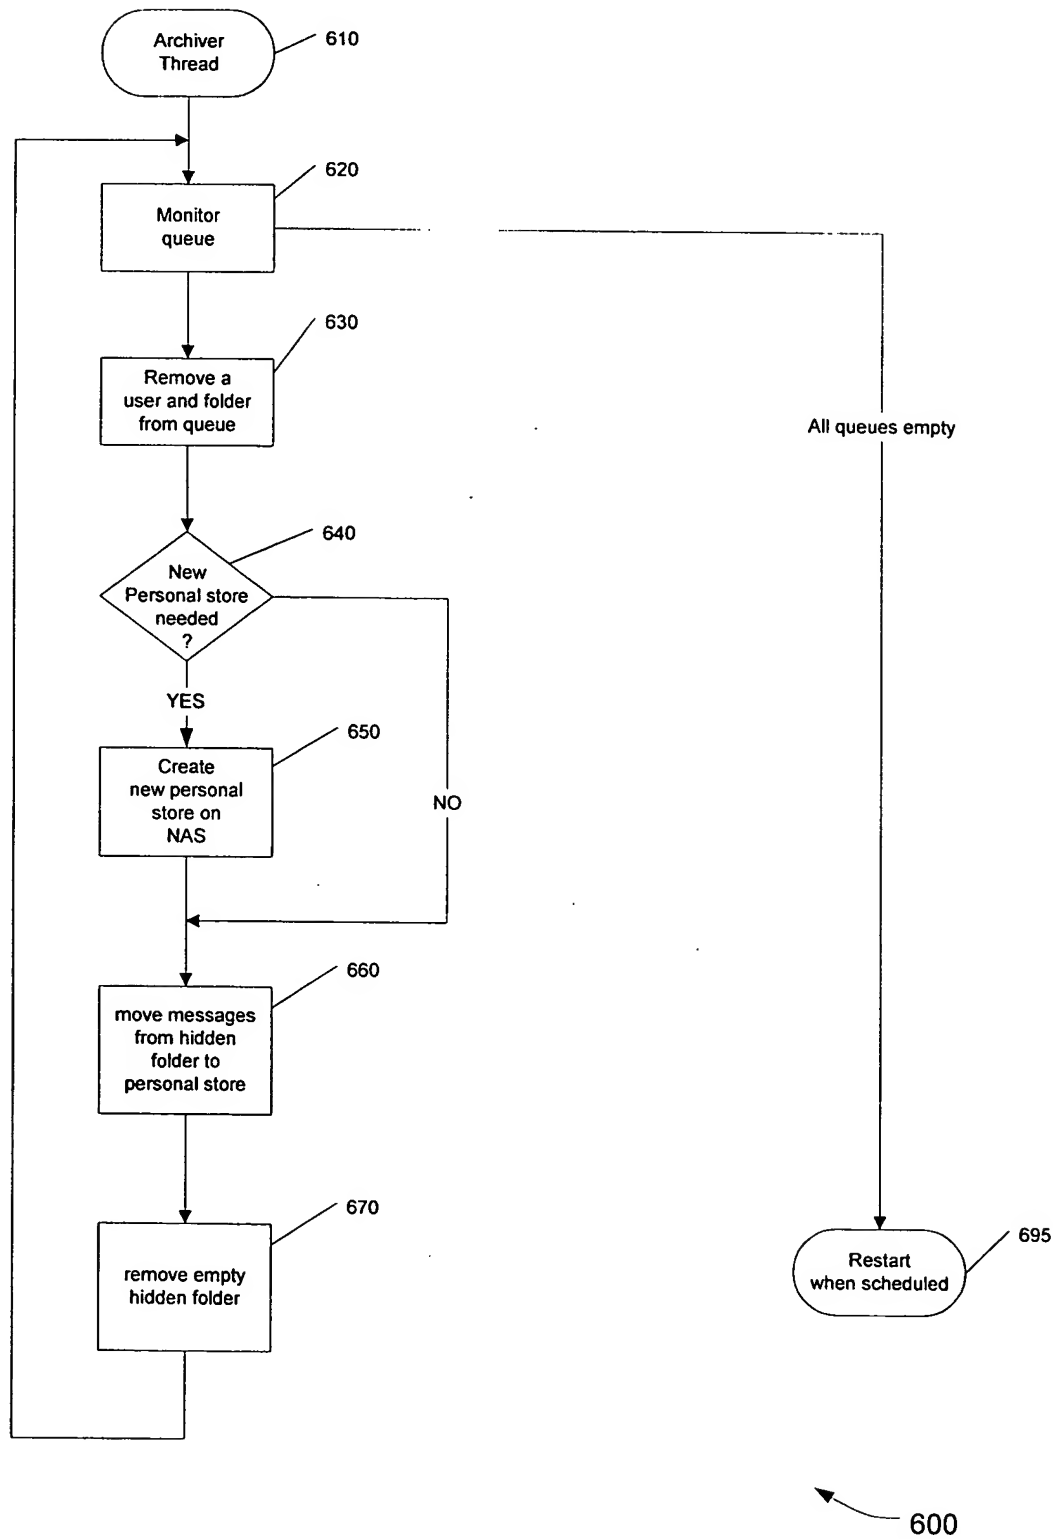 Archiver
Thread
610
620
Monitor
queue
630
Remove a
user and folder
from queue
All queues empty
640
New
Personal store
needed
?
YES
650
Create
new personal
store on
NAS
NO
660
move messages
from hidden
folder to
personal store
670
remove empty
hidden folder
695
Restart
when scheduled
600